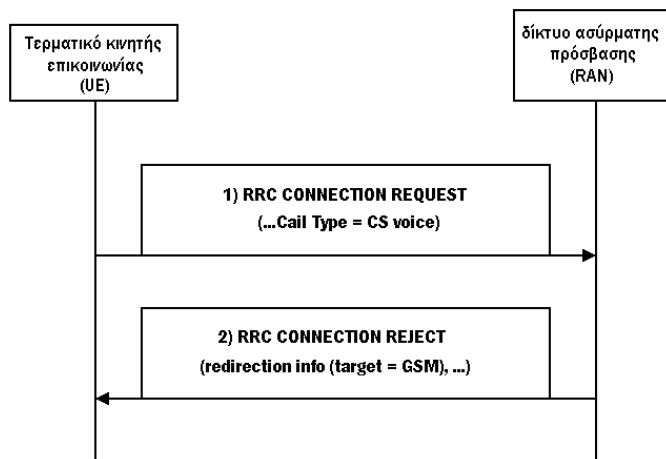 Τερματικό κινητής
επικοινωνίας
(UE)
δίκτυο ασύρματης
πρόσβασης
(RAN)
1) RRC CONNECTION REQUEST
(...Cail Type = CS voice)
2) RRC CONNECTION REJECT
(redirection info (target = GSM), ...)